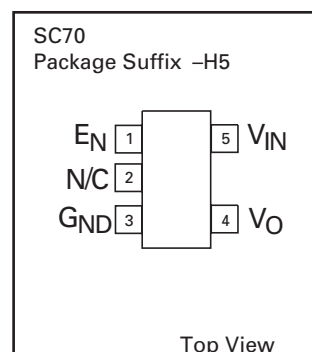 SC70
Package Suffix –H5
EN 1 5 VIN
N/C 2
GND 3 4 VO
Top View